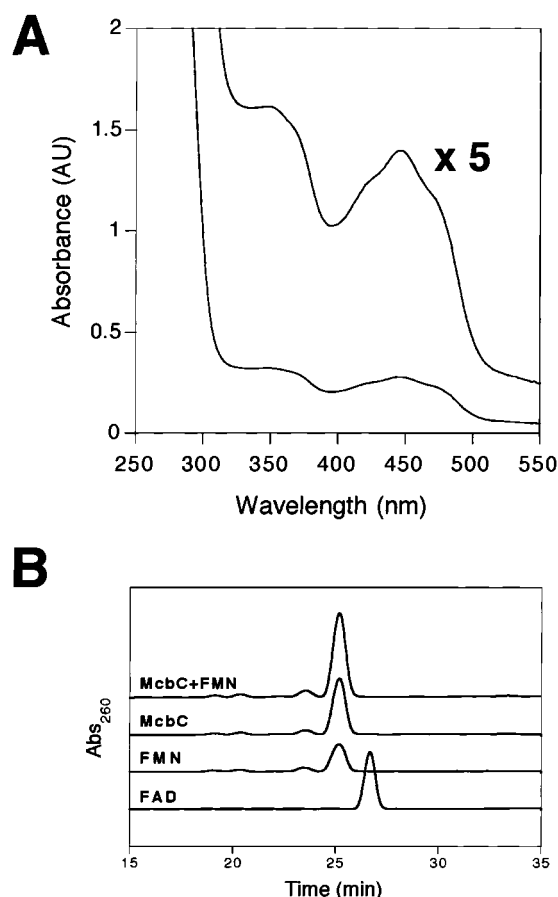 A
2
1.5
1
0.5
0
Absorbance (AU)
x 5
250 300 350 400 450 500 550
Wavelength (nm)
B
McbC+FMN
McbC
FMN
FAD
Abs260
15 20 25 30 35
Time (min)